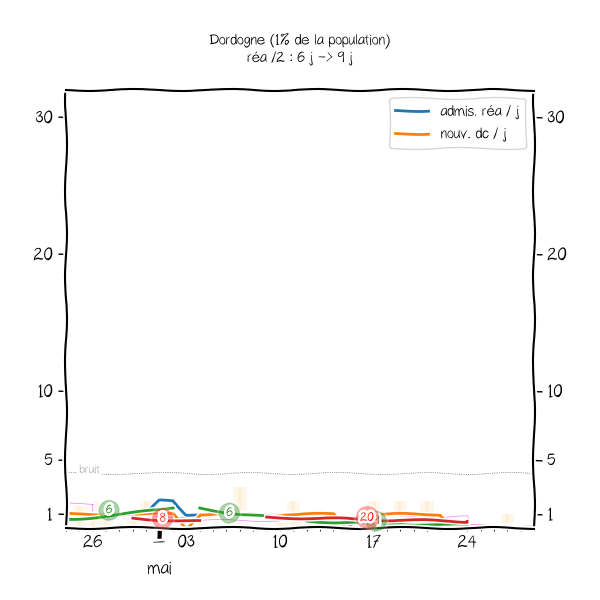 Dordogne (1% de la population)
réa /2 : 6 j -> 9 j
admis. réa / j
nouv. dc / j
30 30
20 20
10 10
5 5
bruit
1 1
6 8 6 20
26 03 10 17 24
mai